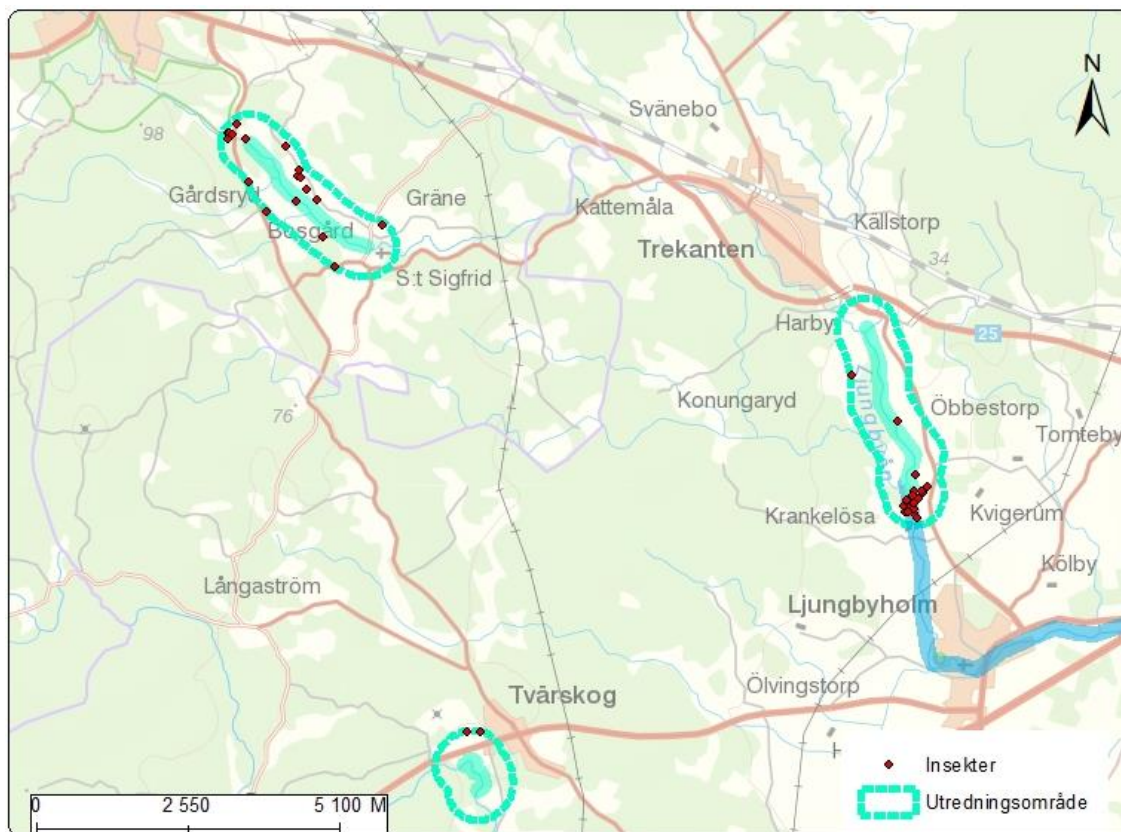 N
Svänebo
98
Gårdsryd
Gräne
Kattemåla
Källstorp
Bosgård
Trekanten
34
S:t Sigfrid
Harby
25
Ljungbyån
Konungaryd
Öbbestorp
76
Tomteby
Krankelösa
Kvigerum
Kölby
Långaström
Ljungbyholm
Ölvingstorp
Tvärskog
Insekter
Utredningsområde
0 2 550 5 100 M